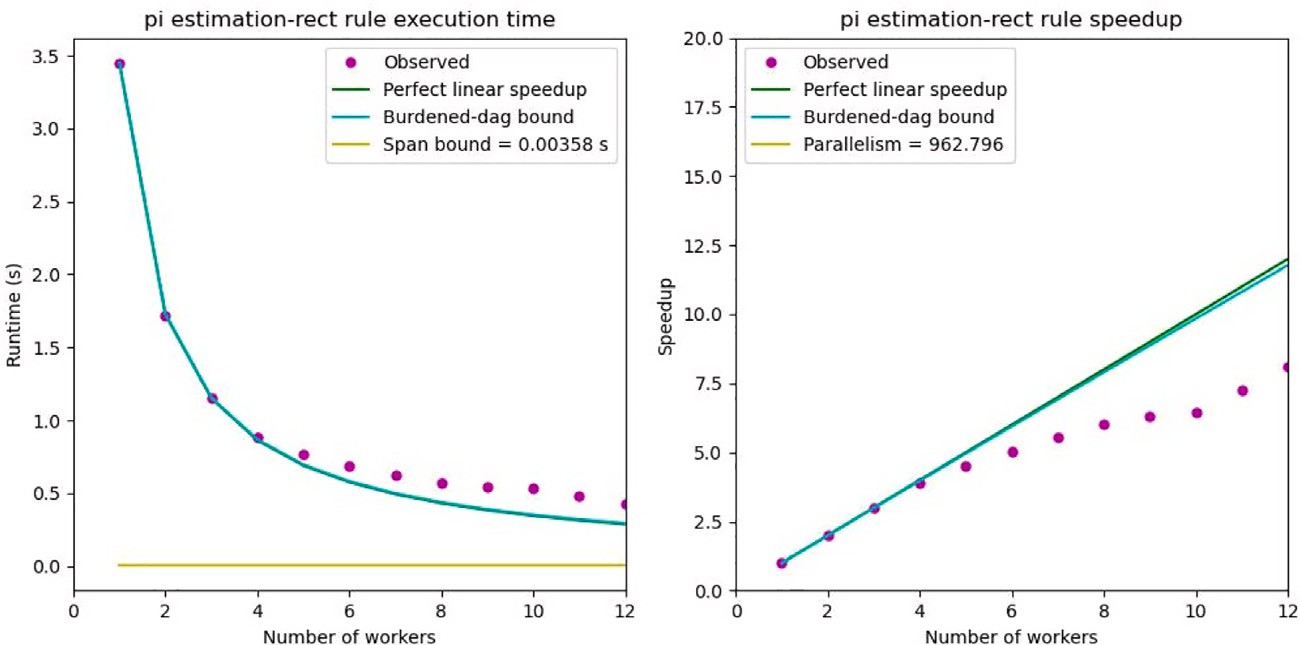 pi estimation-rect rule execution time
3.5
3.0
2.5
2.0
1.5
1.0
0.5
0.0
Runtime (s)
Observed
Perfect linear speedup
Burdened-dag bound
Span bound = 0.00358 s
0 2 4 6 8 10 12
Number of workers
pi estimation-rect rule speedup
20.0
17.5
15.0
12.5
10.0
7.5
5.0
2.5
0.0
Speedup
Observed
Perfect linear speedup
Burdened-dag bound
Parallelism = 962.796
0 2 4 6 8 10 12
Number of workers